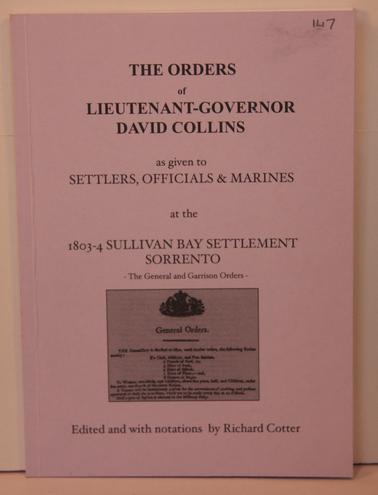 147
THE ORDERS
of
LIEUTENANT-GOVERNOR
DAVID COLLINS
as given to
SETTLERS, OFFICIALS & MARINES
at the
1803-4 SULLIVAN BAY SETTLEMENT
SORRENTO
- The General and Garrison Orders -
General Orders.
Edited and with notations by Richard Cotter